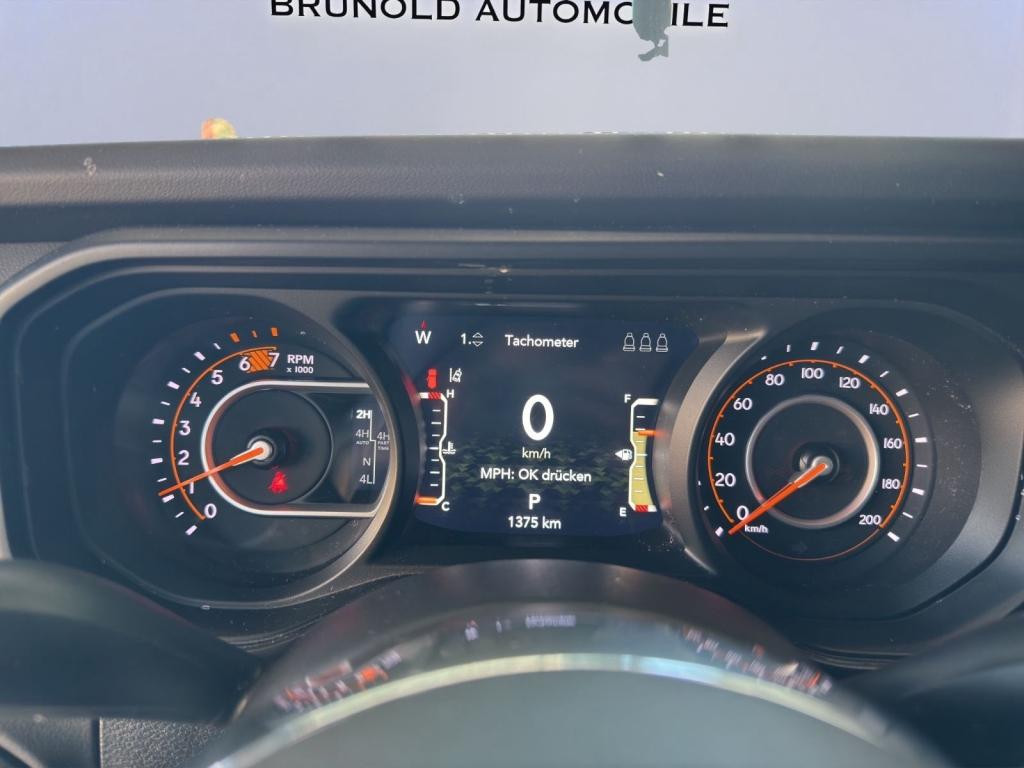 BRUNOLD AUTOMOBILE
W 1. Tachometer
H
F
0
km/h
MPH: OK drücken
P
1375 km
C
E
RPM
x 1000
0 1 2 3 4 5 6 7
2H
4H AUTO
4H PART TIME
N
4L
0 20 40 60 80 100 120 140 160 180 200
km/h